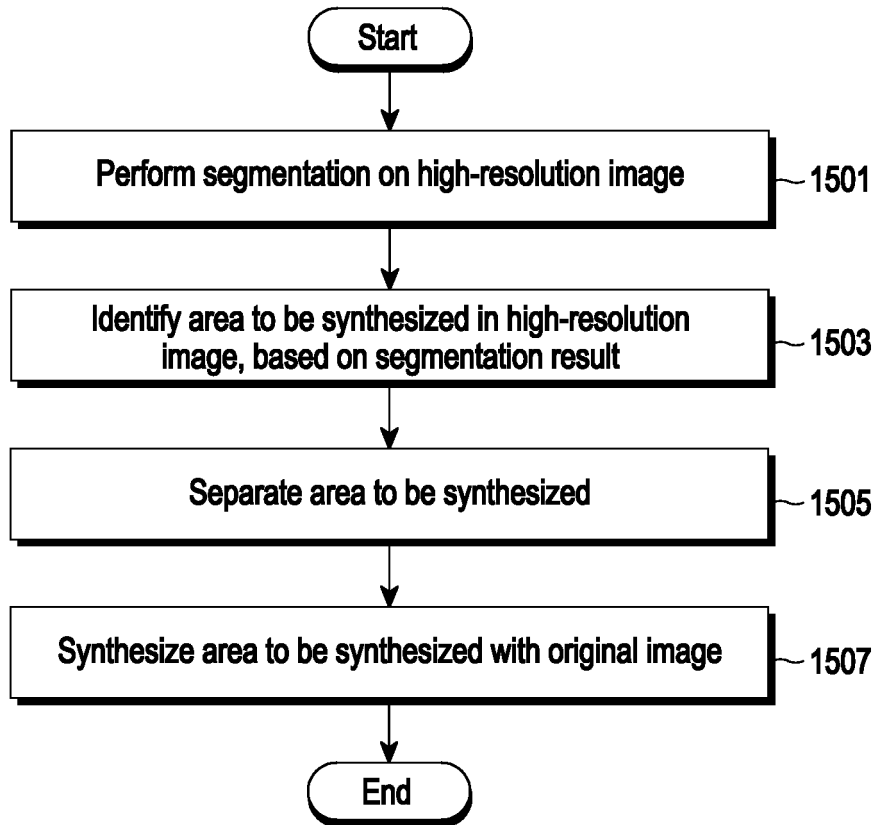 Start
Perform segmentation on high-resolution image
1501
Identify area to be synthesized in high-resolution
image, based on segmentation result
1503
Separate area to be synthesized
1505
Synthesize area to be synthesized with original image
1507
End